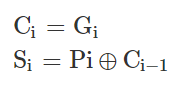 Cᵢ = Gᵢ
Sᵢ = Pi ⊕ Cᵢ₋₁